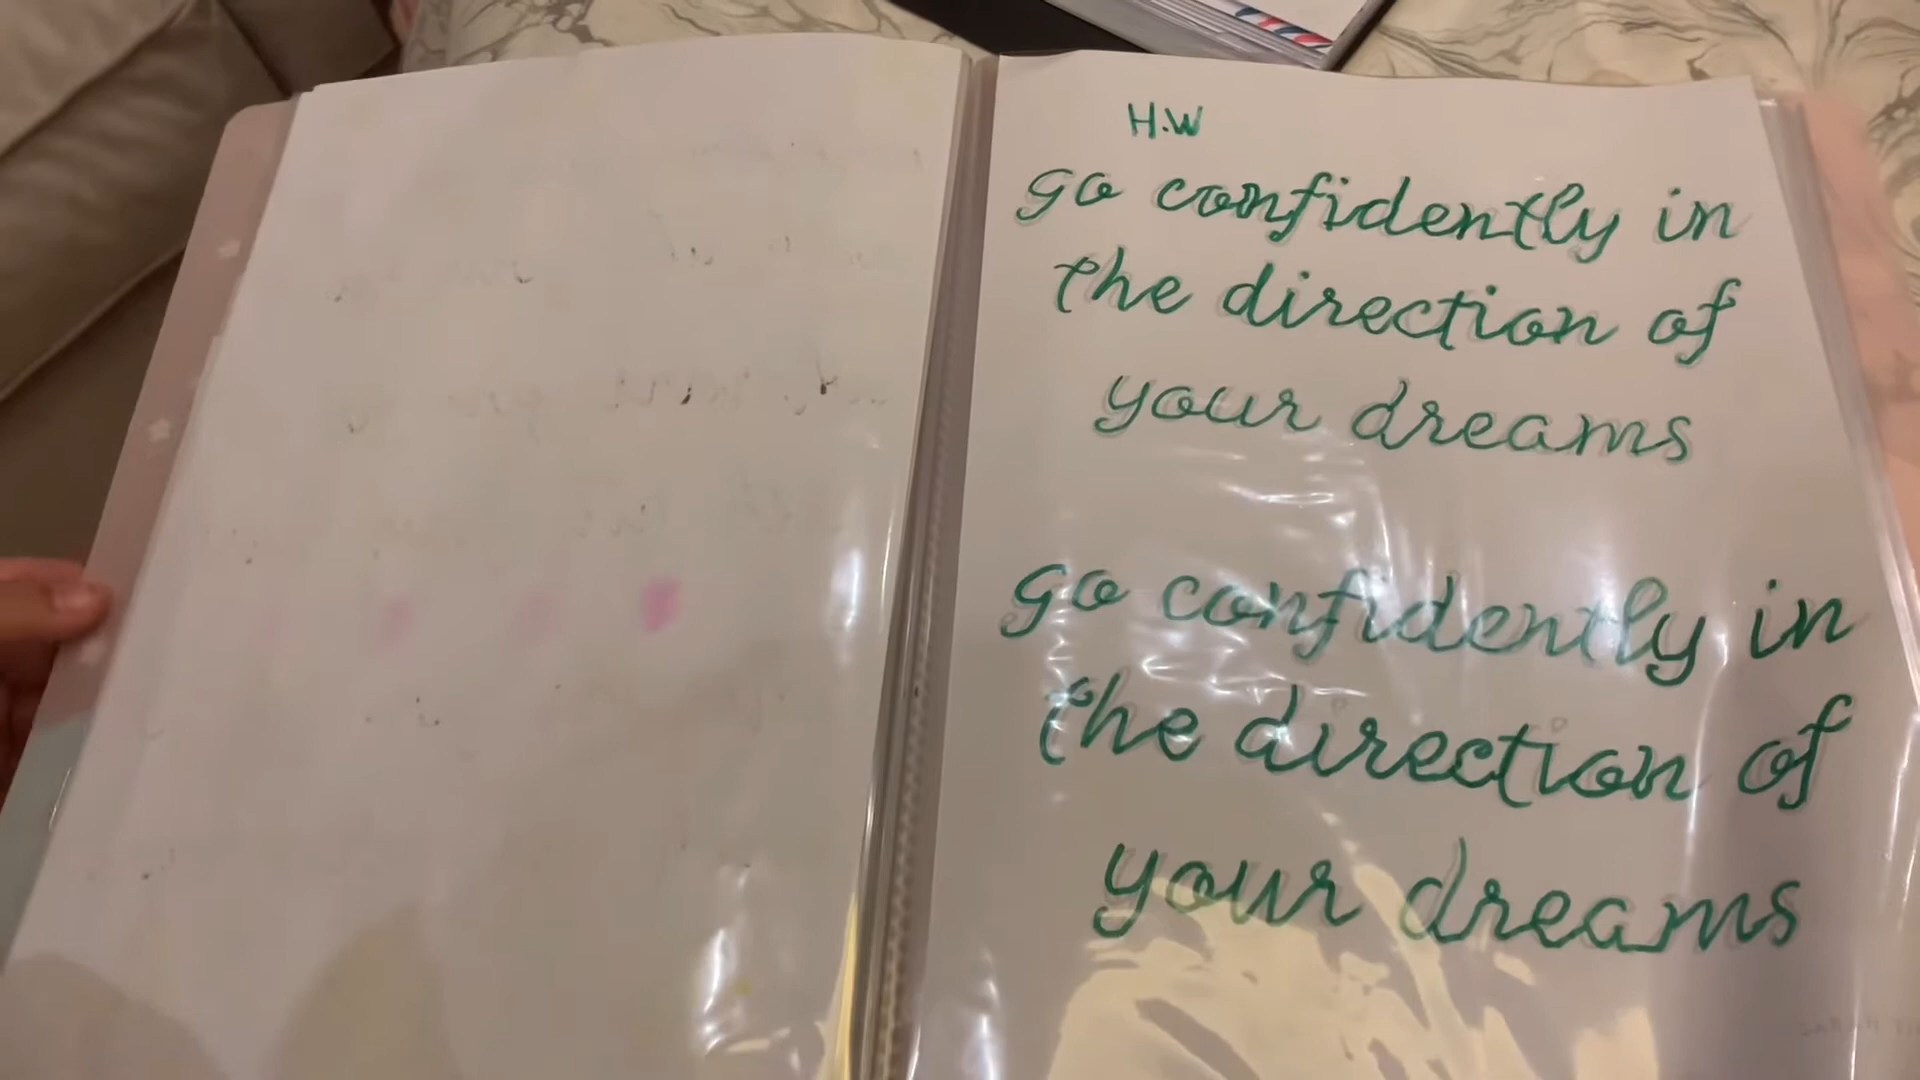 H.W
go confidently in
the direction of
your dreams
go confidently in
the direction of
your dreams